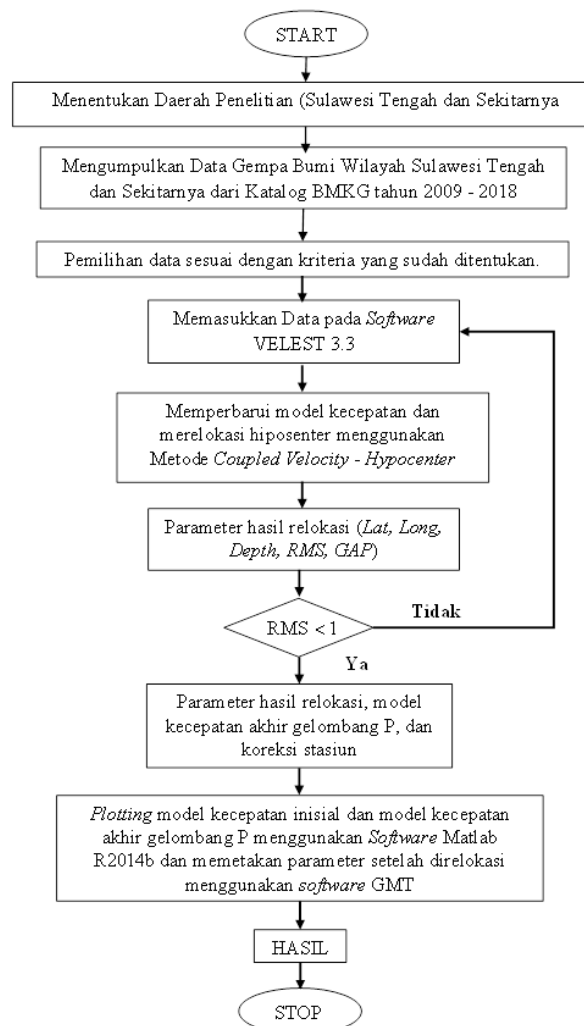 START
Menentukan Daerah Penelitian (Sulawesi Tengah dan Sekitarnya
Mengumpulkan Data Gempa Bumi Wilayah Sulawesi Tengah
dan Sekitarnya dari Katalog BMKG tahun 2009 - 2018
Pemilihan data sesuai dengan kriteria yang sudah ditentukan.
Memasukkan Data pada Software
VELEST 3.3
Memperbarui model kecepatan dan
merelokasi hiposenter menggunakan
Metode Coupled Velocity - Hypocenter
Parameter hasil relokasi (Lat, Long,
Depth, RMS, GAP)
RMS < 1
Tidak
Ya
Parameter hasil relokasi, model
kecepatan akhir gelombang P, dan
koreksi stasiun
Plotting model kecepatan inisial dan model kecepatan
akhir gelombang P menggunakan Software Matlab
R2014b dan memetakan parameter setelah direlokasi
menggunakan software GMT
HASIL
STOP